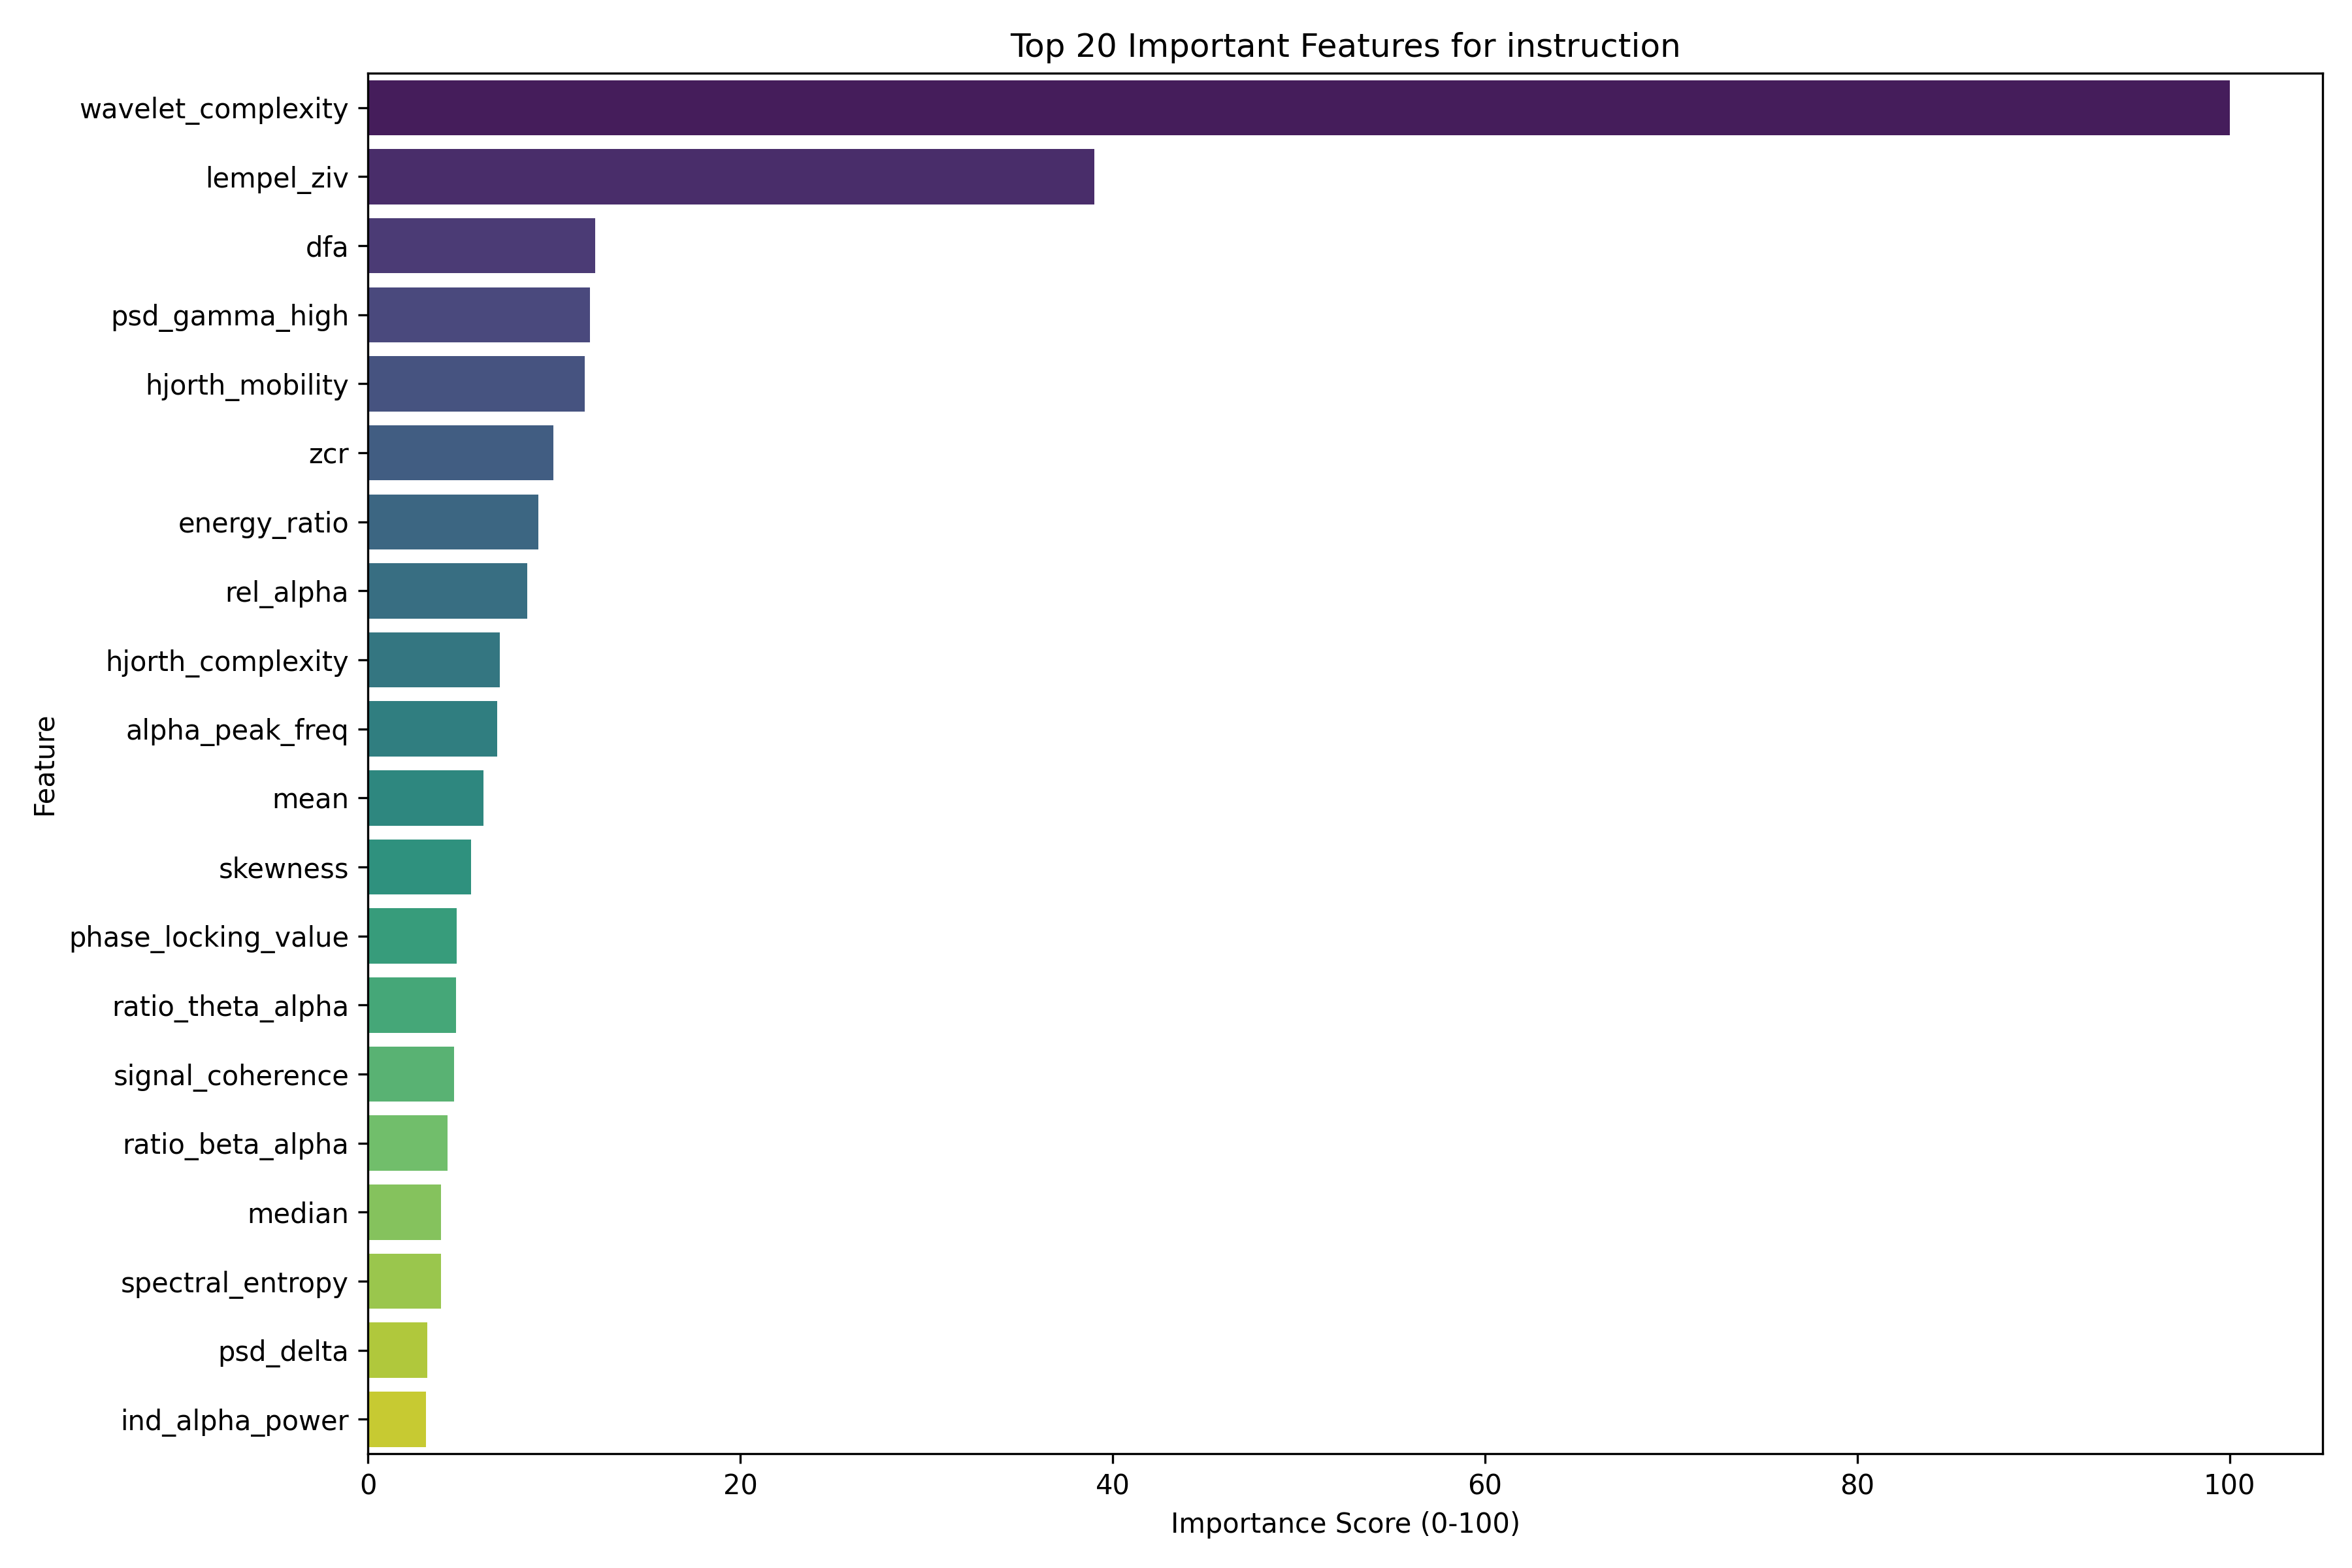 Top 20 Important Features for instruction
wavelet_complexity
lempel_ziv
dfa
psd_gamma_high
hjorth_mobility
zcr
energy_ratio
rel_alpha
hjorth_complexity
alpha_peak_freq
mean
skewness
phase_locking_value
ratio_theta_alpha
signal_coherence
ratio_beta_alpha
median
spectral_entropy
psd_delta
ind_alpha_power
Feature
0 20 40 60 80 100
Importance Score (0-100)